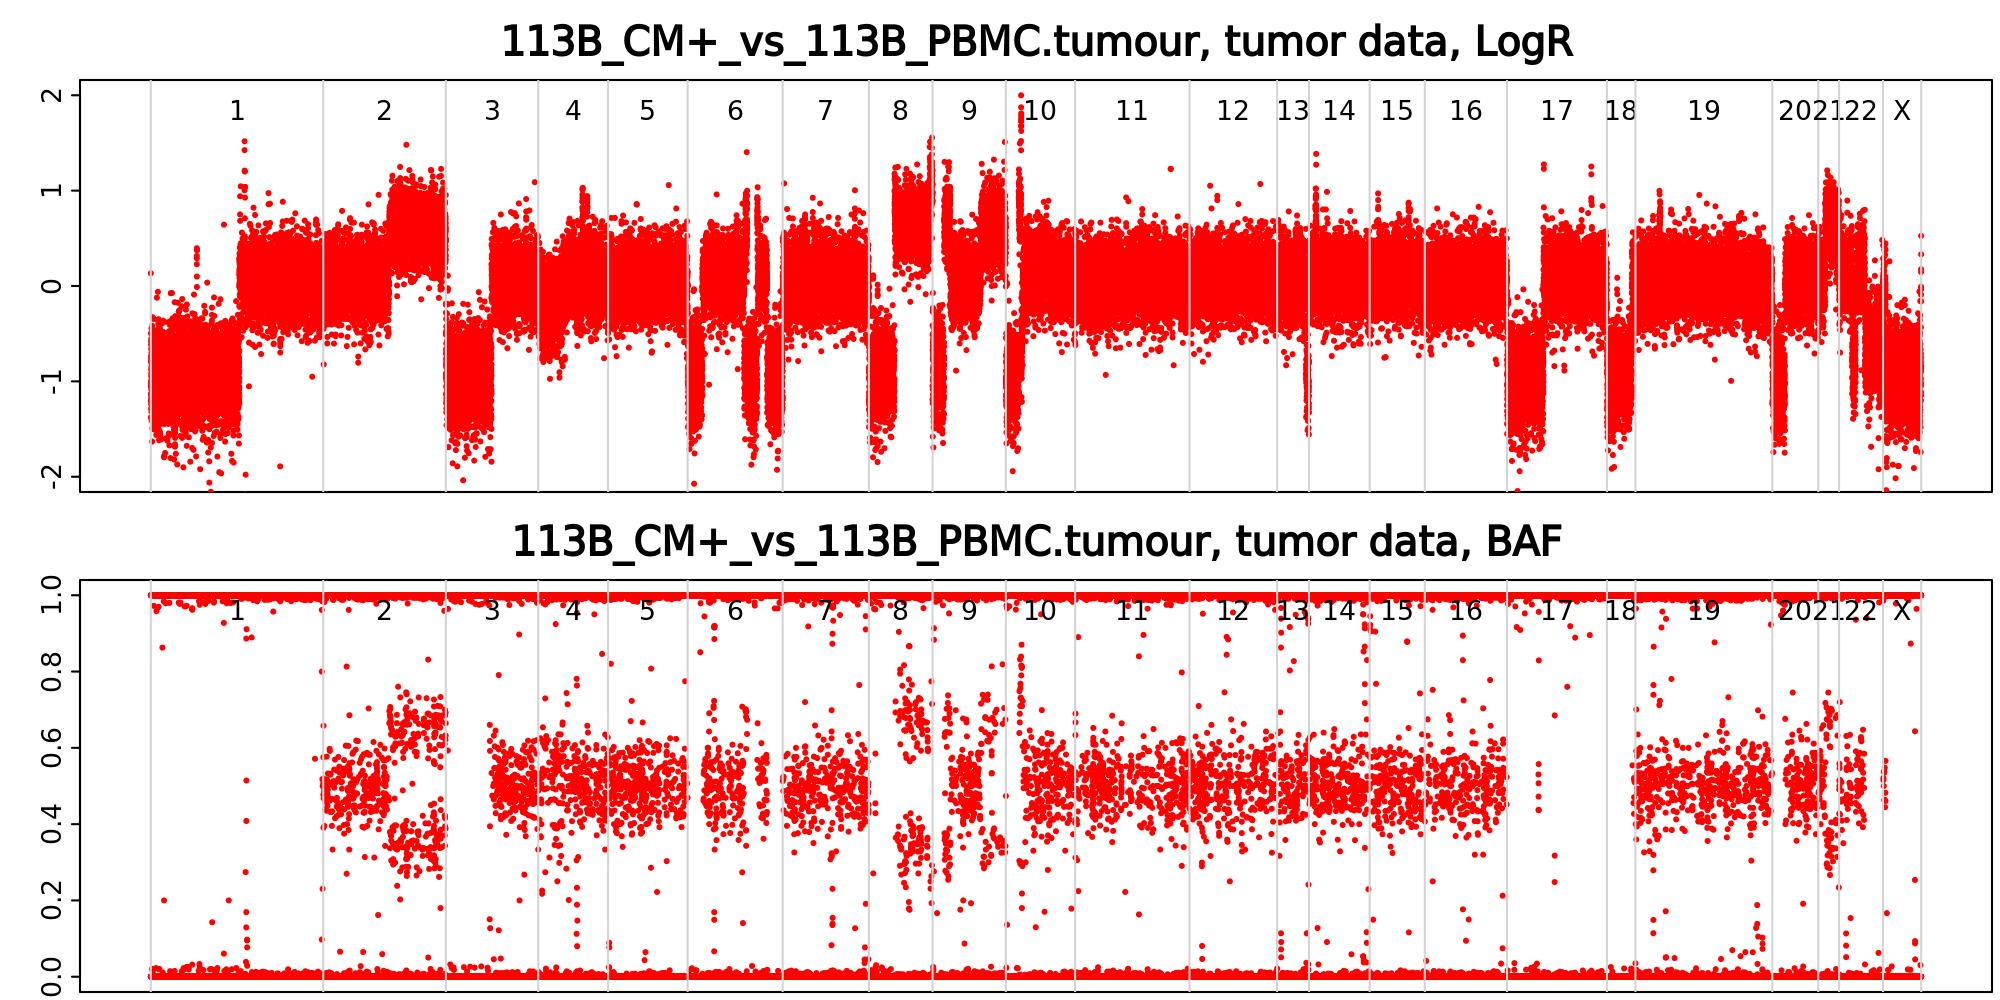 113B_CM+_vs_113B_PBMC.tumour, tumor data, LogR
2
1
0
-1
-2
1 2 3 4 5 6 7 8 9 10 11 12 13 14 15 16 17 18 19 20 21 22 X
113B_CM+_vs_113B_PBMC.tumour, tumor data, BAF
1.0
0.8
0.6
0.4
0.2
0.0
1 2 3 4 5 6 7 8 9 10 11 12 13 14 15 16 17 18 19 20 21 22 X